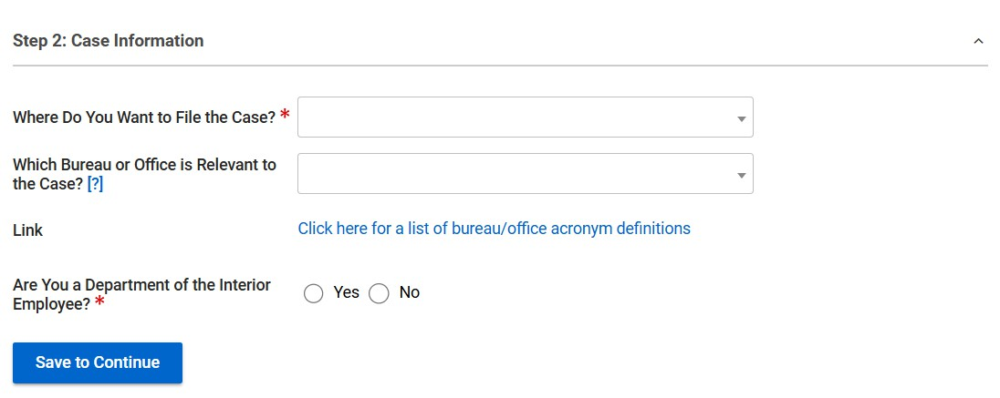 Step 2: Case Information
Where Do You Want to File the Case? *
Which Bureau or Office is Relevant to
the Case? [?]
Link
Click here for a list of bureau/office acronym definitions
Are You a Department of the Interior
Employee? *
Yes
No
Save to Continue